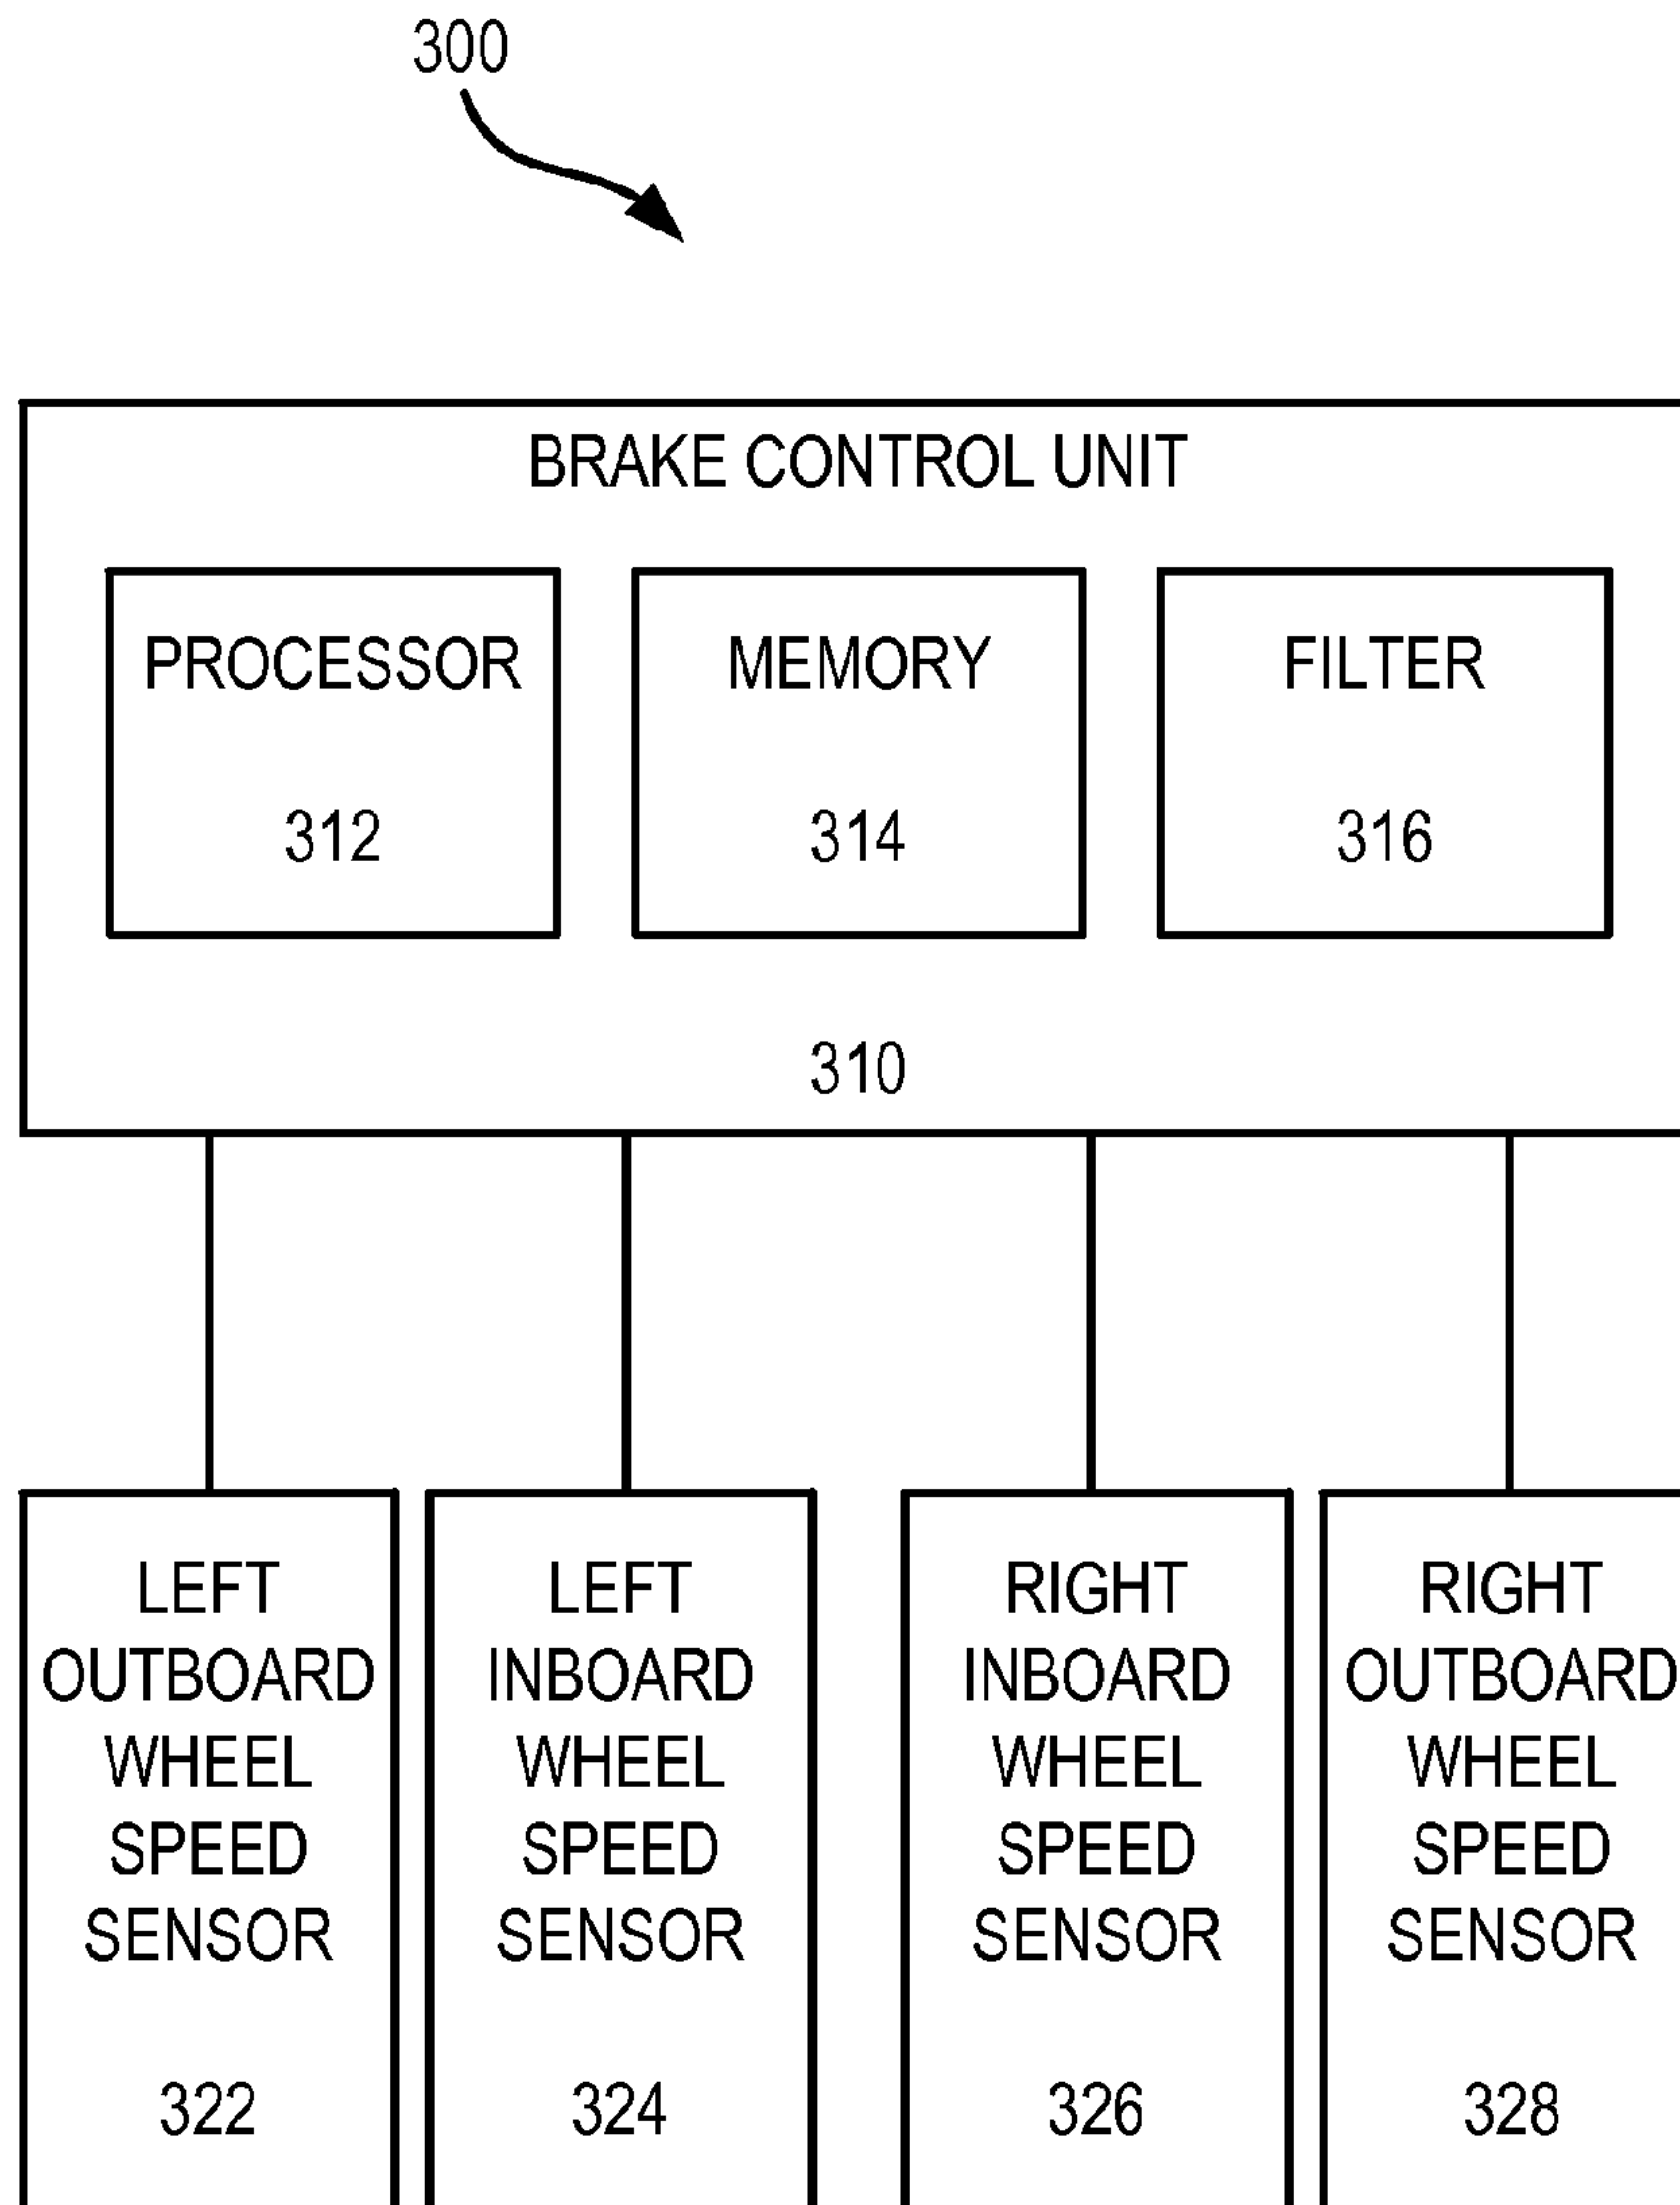 300
BRAKE CONTROL UNIT
PROCESSOR
312
MEMORY
314
FILTER
316
310
LEFT
OUTBOARD
WHEEL
SPEED
SENSOR
322
LEFT
INBOARD
WHEEL
SPEED
SENSOR
324
RIGHT
INBOARD
WHEEL
SPEED
SENSOR
326
RIGHT
OUTBOARD
WHEEL
SPEED
SENSOR
328